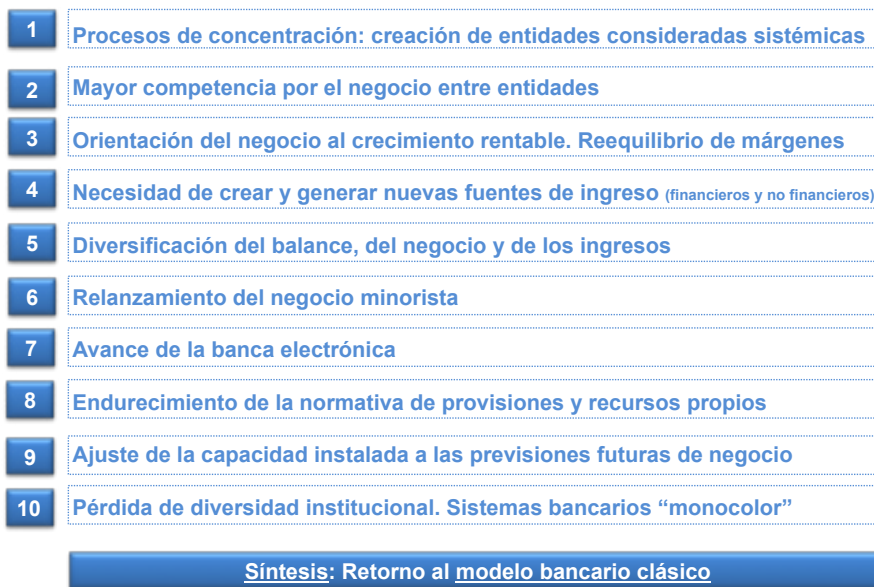 1 Procesos de concentración: creación de entidades consideradas sistémicas
2 Mayor competencia por el negocio entre entidades
3 Orientación del negocio al crecimiento rentable. Reequilibrio de márgenes
4 Necesidad de crear y generar nuevas fuentes de ingreso (financieros y no financieros)
5 Diversificación del balance, del negocio y de los ingresos
6 Relanzamiento del negocio minorista
7 Avance de la banca electrónica
8 Endurecimiento de la normativa de provisiones y recursos propios
9 Ajuste de la capacidad instalada a las previsiones futuras de negocio
10 Pérdida de diversidad institucional. Sistemas bancarios “monocolor”
Síntesis: Retorno al modelo bancario clásico